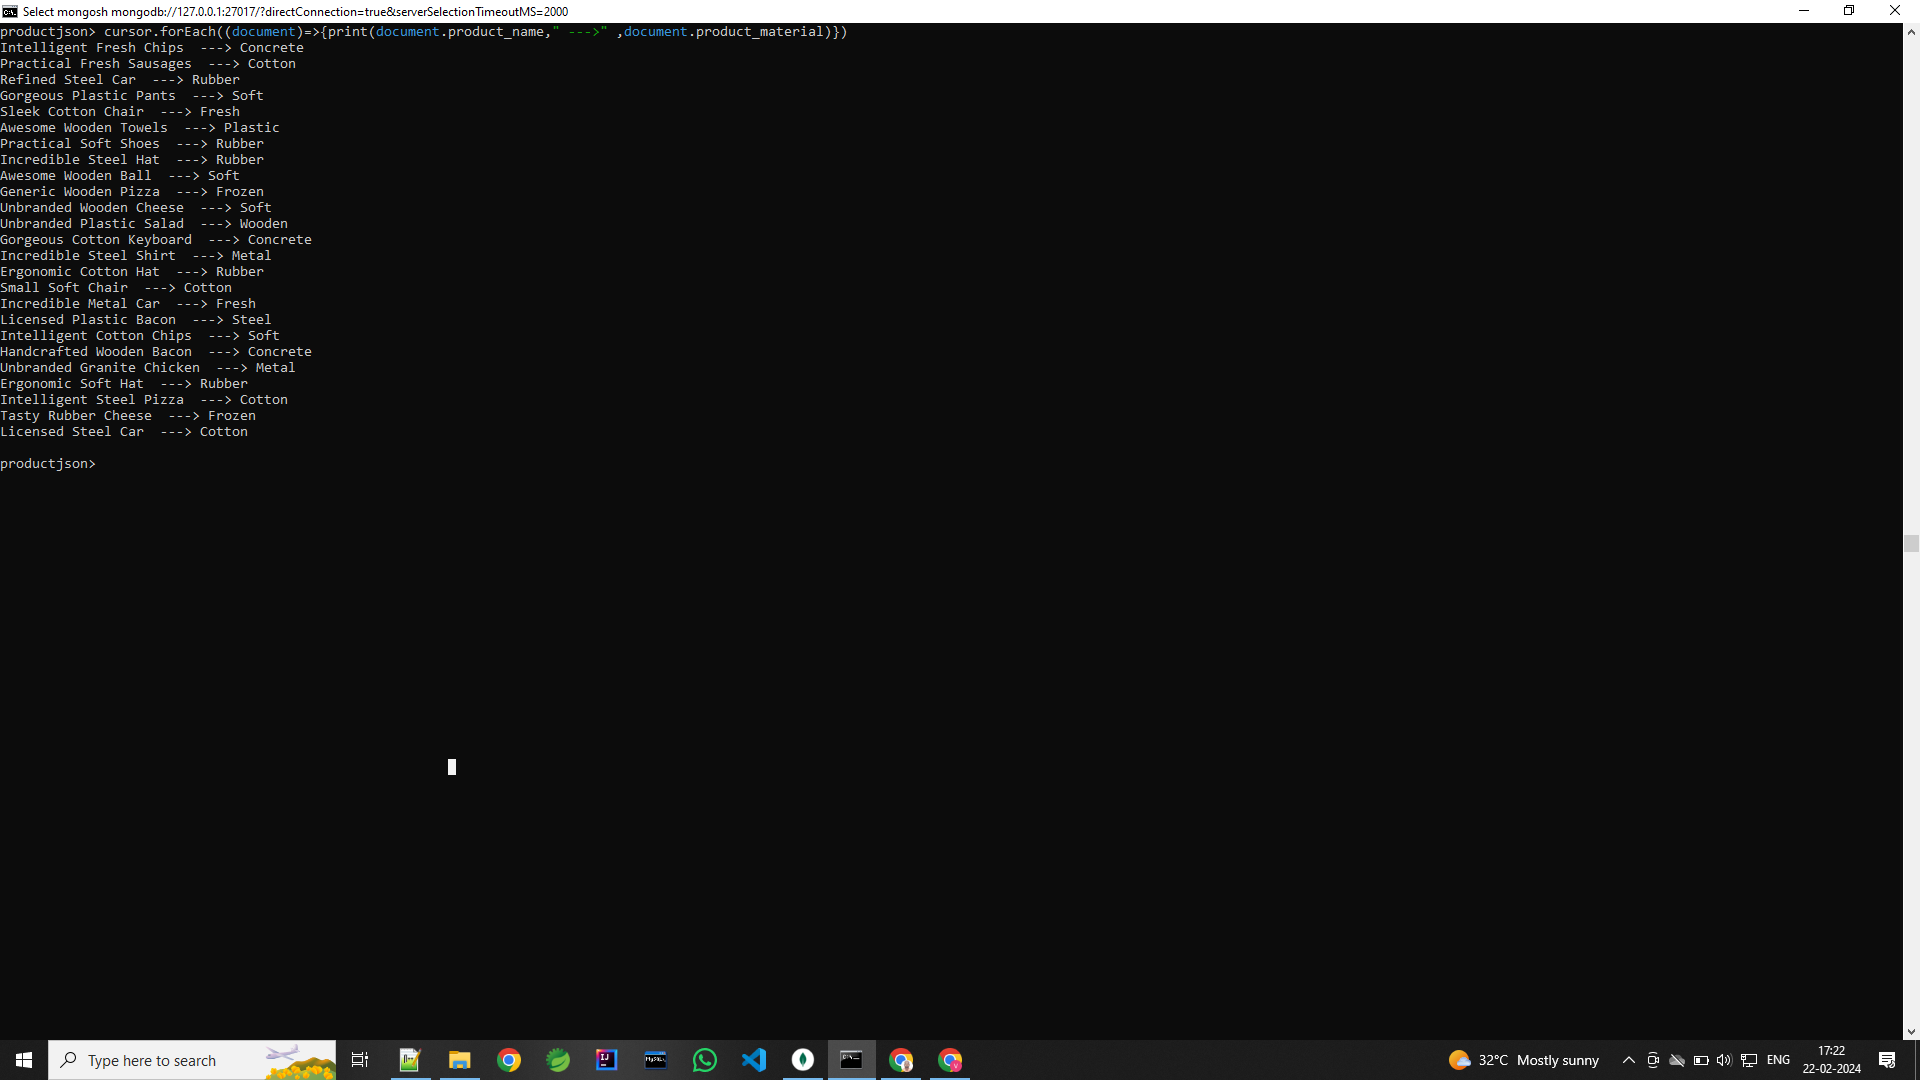 Select mongosh mongodb://127.0.0.1:27017/?directConnection=true&serverSelectionTimeoutMS=2000
productjson> cursor.forEach((document)=>{print(document.product_name," --->" ,document.product_material)})
Intelligent Fresh Chips  ---> Concrete
Practical Fresh Sausages  ---> Cotton
Refined Steel Car  ---> Rubber
Gorgeous Plastic Pants  ---> Soft
Sleek Cotton Chair  ---> Fresh
Awesome Wooden Towels  ---> Plastic
Practical Soft Shoes  ---> Rubber
Incredible Steel Hat  ---> Rubber
Awesome Wooden Ball  ---> Soft
Generic Wooden Pizza  ---> Frozen
Unbranded Wooden Cheese  ---> Soft
Unbranded Plastic Salad  ---> Wooden
Gorgeous Cotton Keyboard  ---> Concrete
Incredible Steel Shirt  ---> Metal
Ergonomic Cotton Hat  ---> Rubber
Small Soft Chair  ---> Cotton
Incredible Metal Car  ---> Fresh
Licensed Plastic Bacon  ---> Steel
Intelligent Cotton Chips  ---> Soft
Handcrafted Wooden Bacon  ---> Concrete
Unbranded Granite Chicken  ---> Metal
Ergonomic Soft Hat  ---> Rubber
Intelligent Steel Pizza  ---> Cotton
Tasty Rubber Cheese  ---> Frozen
Licensed Steel Car  ---> Cotton
productjson>
Type here to search
32°C Mostly sunny
ENG
17:22
22-02-2024